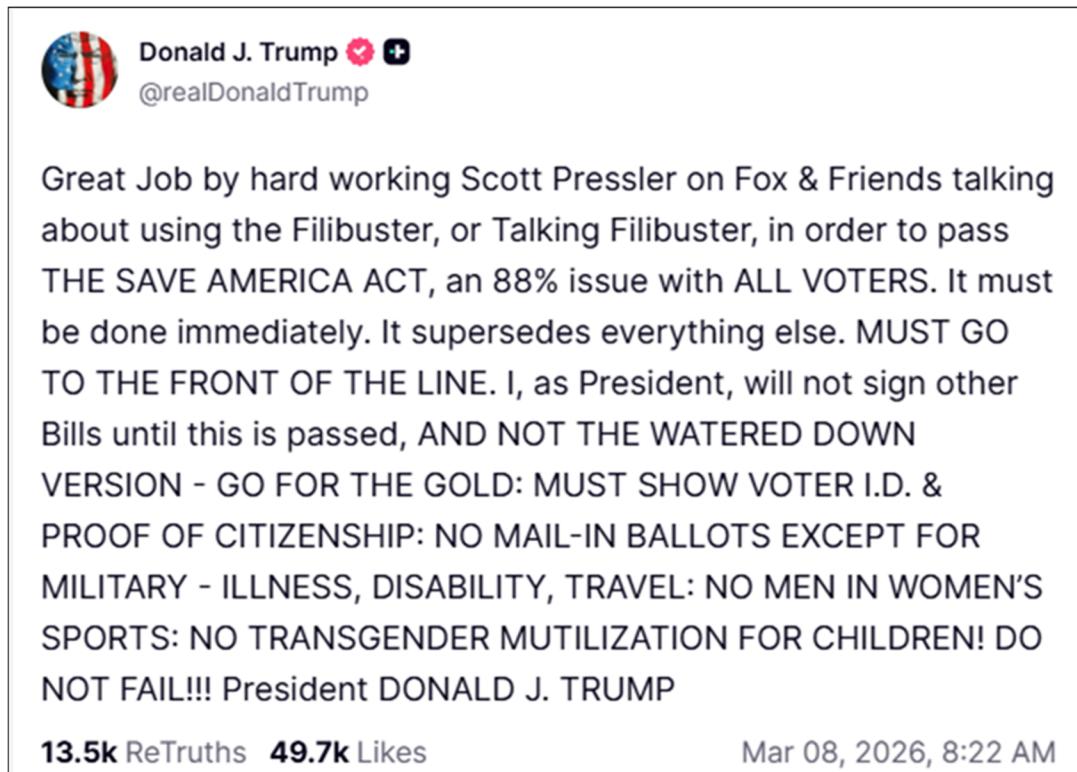 Donald J. Trump
@realDonaldTrump
Great Job by hard working Scott Pressler on Fox & Friends talking
about using the Filibuster, or Talking Filibuster, in order to pass
THE SAVE AMERICA ACT, an 88% issue with ALL VOTERS. It must
be done immediately. It supersedes everything else. MUST GO
TO THE FRONT OF THE LINE. I, as President, will not sign other
Bills until this is passed, AND NOT THE WATERED DOWN
VERSION - GO FOR THE GOLD: MUST SHOW VOTER I.D. &
PROOF OF CITIZENSHIP: NO MAIL-IN BALLOTS EXCEPT FOR
MILITARY - ILLNESS, DISABILITY, TRAVEL: NO MEN IN WOMEN’S
SPORTS: NO TRANSGENDER MUTILIZATION FOR CHILDREN! DO
NOT FAIL!!! President DONALD J. TRUMP
13.5k ReTruths 49.7k Likes Mar 08, 2026, 8:22 AM